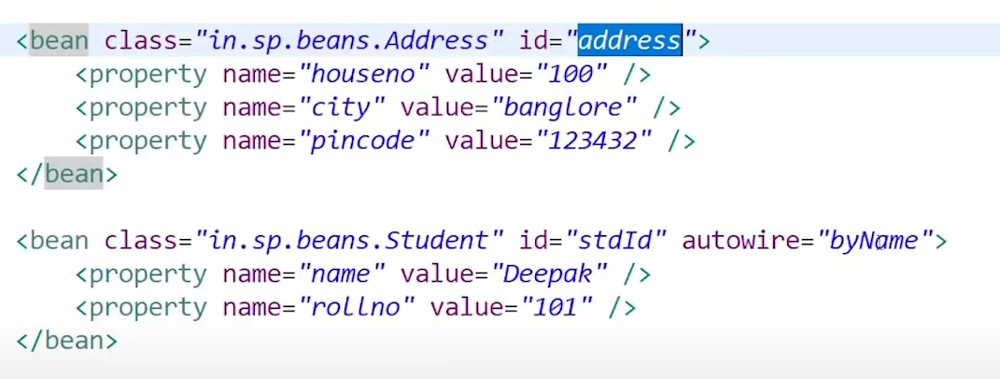 <bean class="in.sp.beans.Address" id="address">
    <property name="houseno" value="100" />
    <property name="city" value="banglore" />
    <property name="pincode" value="123432" />
</bean>
<bean class="in.sp.beans.Student" id="stdId" autowire="byName">
    <property name="name" value="Deepak" />
    <property name="rollno" value="101" />
</bean>